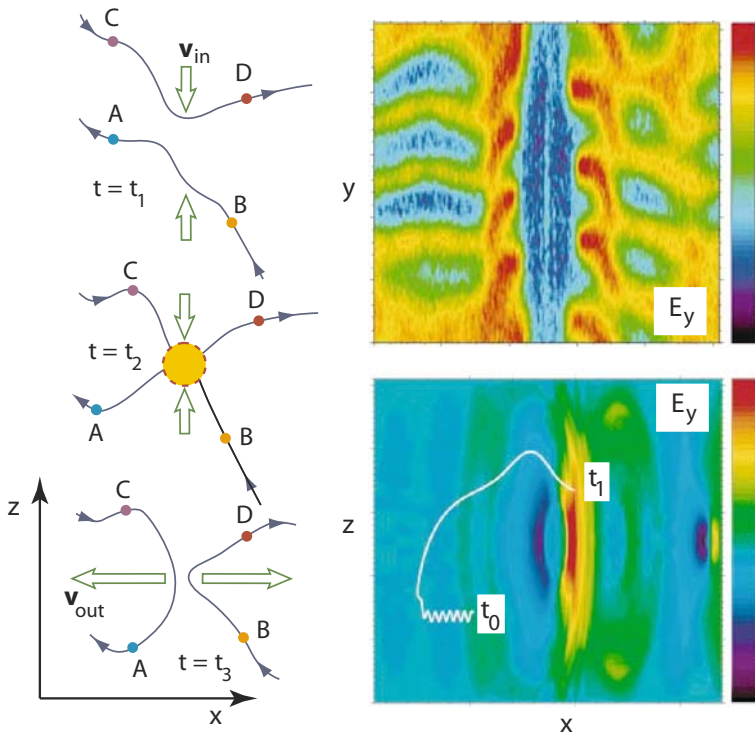 C
v_in
D
A
t = t_1
B
C
D
t = t_2
A
B
z
C
D
v_out
A
B
t = t_3
x
y
E_y
E_y
z
t_1
t_0
x